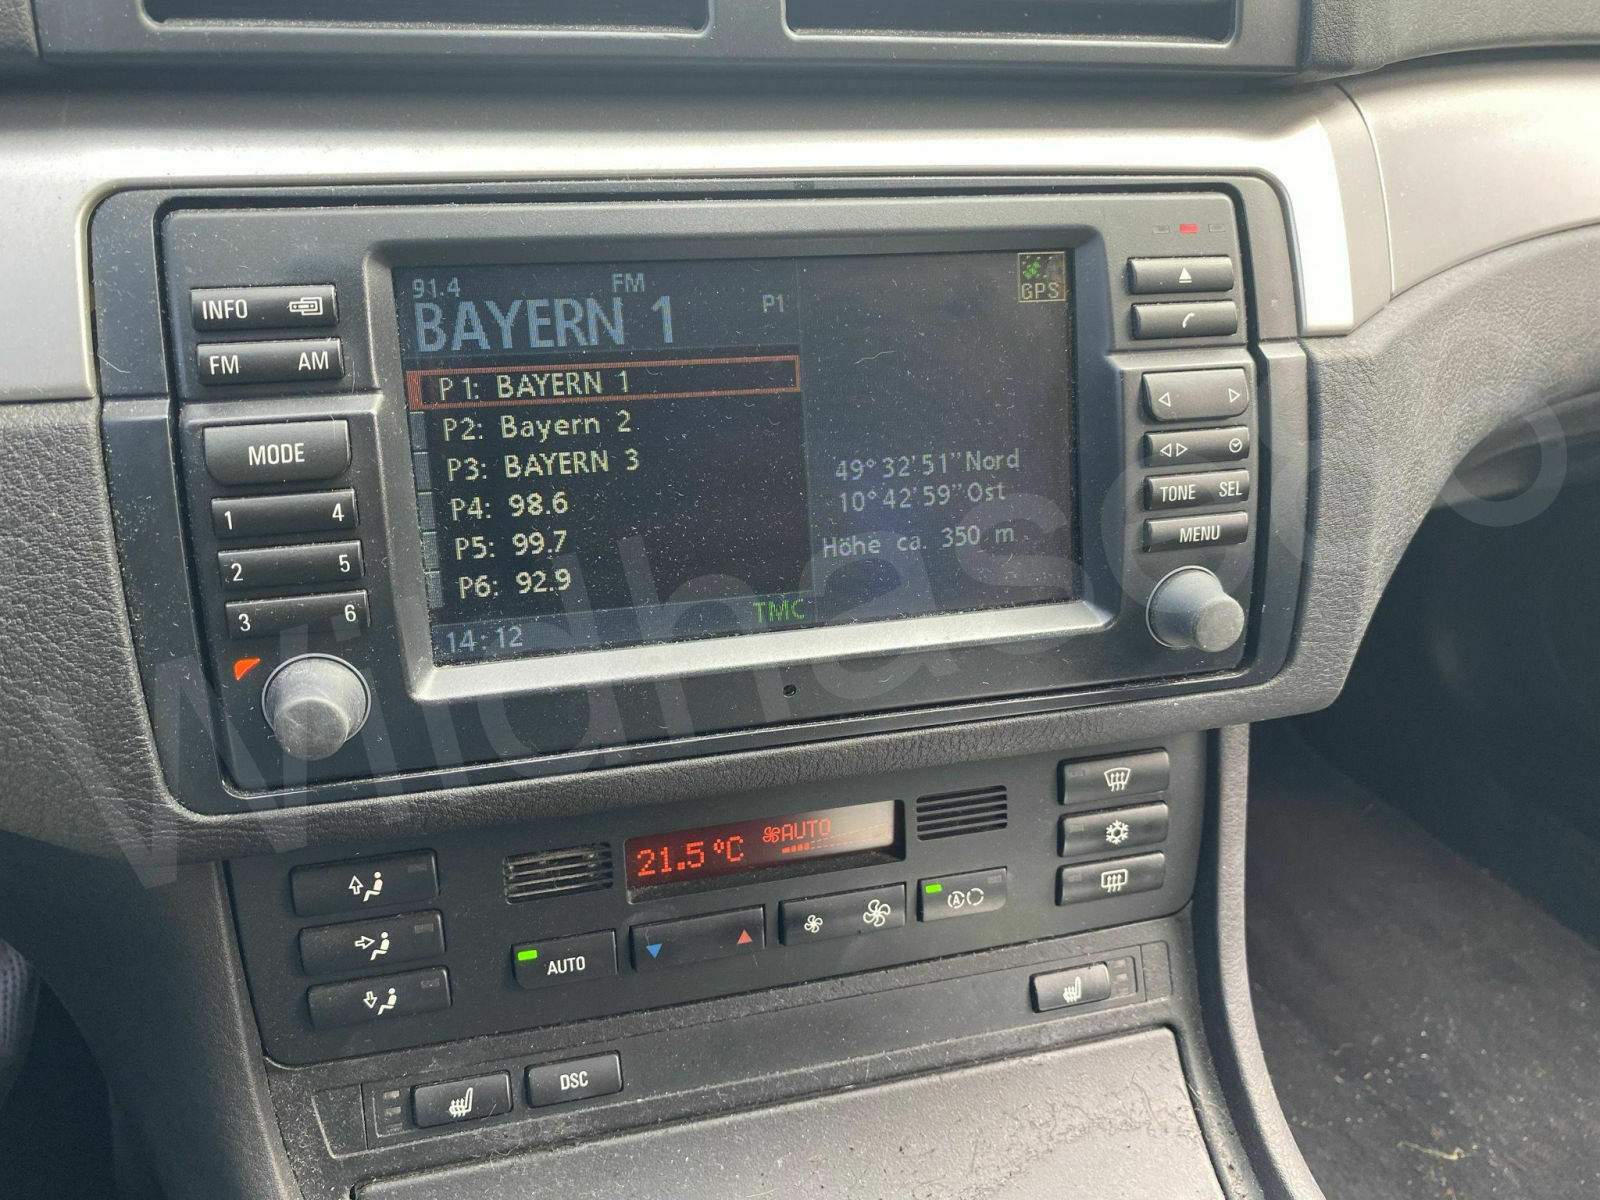 INFO
FM AM
MODE
1 4
2 5
3 6
91.4 FM
BAYERN 1 P1
P1: BAYERN 1
P2: Bayern 2
P3: BAYERN 3
P4: 98.6
P5: 99.7
P6: 92.9
14:12 TMC
GPS
49°32'51"Nord
10°42'59"Ost
Höhe ca. 350 m
TONE SEL
MENU
21.5°C AUTO
AUTO
A
DSC